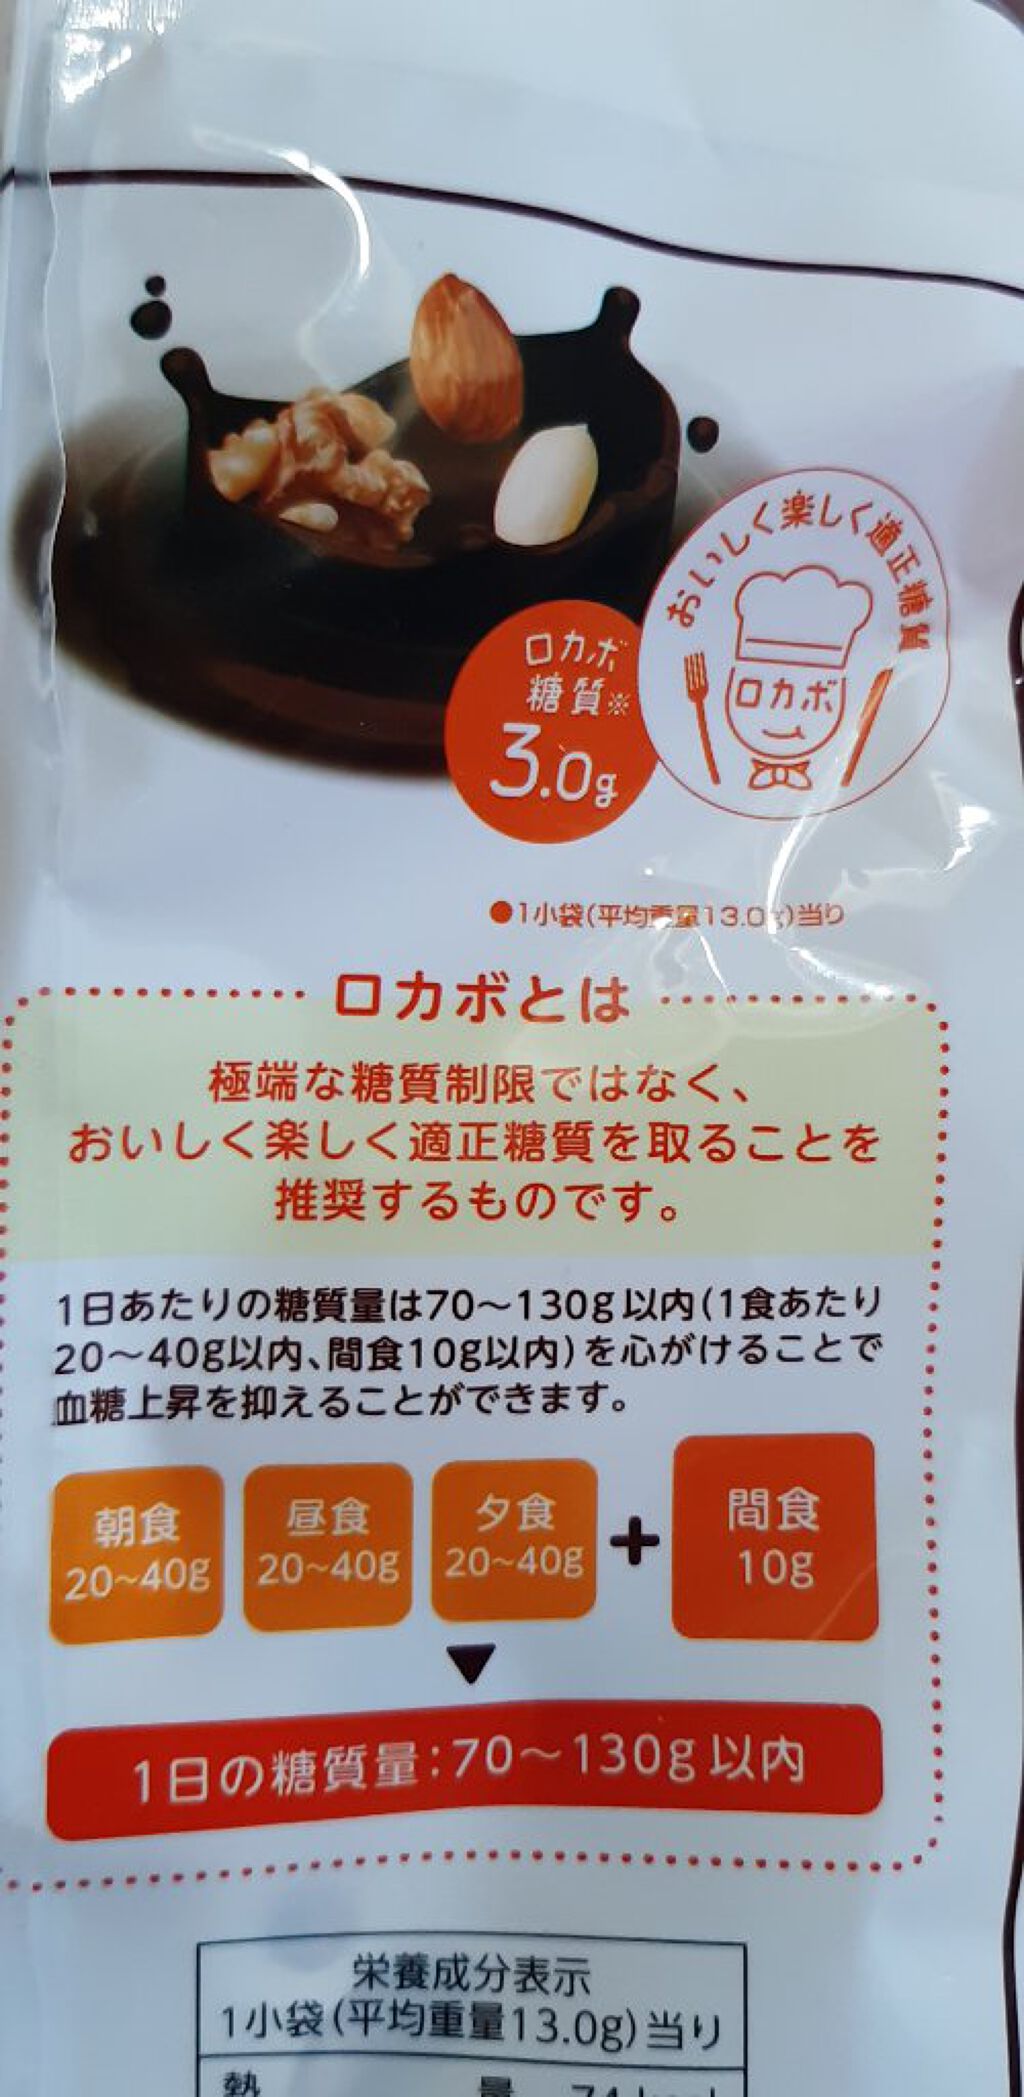 おいしく楽しく適正糖質
ロカボ
ロカボ
糖質※
3.0g
●1小袋(平均重量13.0g)当り
ロカボとは
極端な糖質制限ではなく、
おいしく楽しく適正糖質を取ることを
推奨するものです。
1日あたりの糖質量は70〜130g以内(1食あたり
20〜40g以内、間食10g以内)を心がけることで
血糖上昇を抑えることができます。
朝食
20~40g
昼食
20~40g
夕食
20~40g
+
間食
10g
1日の糖質量:70〜130g以内
栄養成分表示
1小袋(平均重量13.0g)当り
熱 量